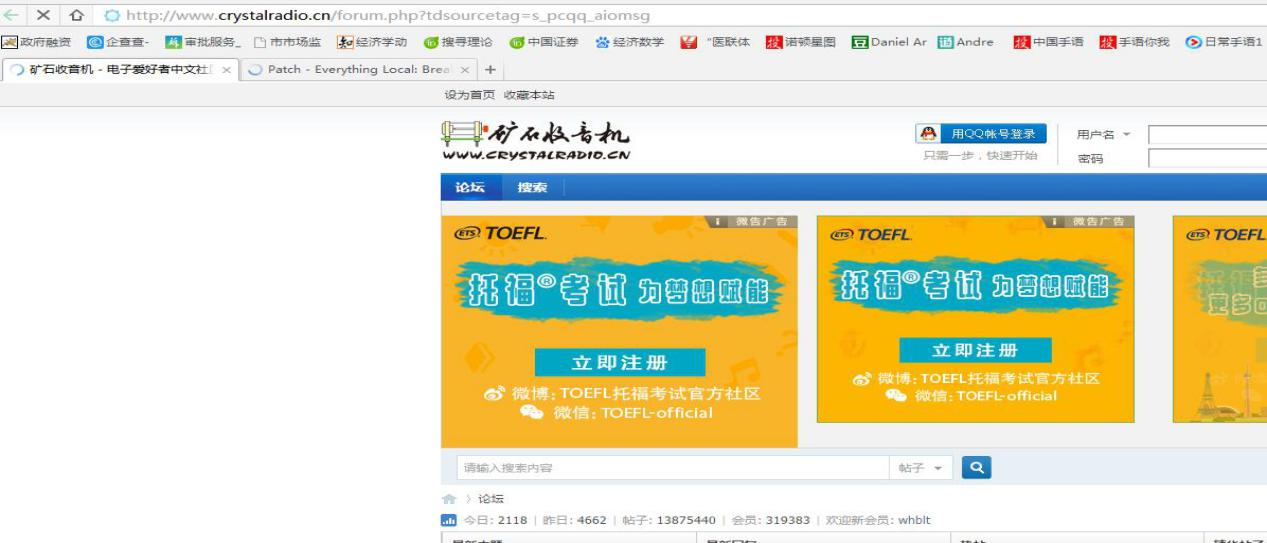 http://www.crystalradio.cn/forum.php?tdsourcetag=s_pcqq_aiomsg
政府融资 企查查- 审批服务_ 市市场监 经济学动 搜寻理论 中国证券 经济数学 "医联体 诺顿星图 Daniel Ar Andre 中国手语 手语你我 日常手语1
矿石收音机 - 电子爱好者中文社 Patch - Everything Local: Brea
设为首页 收藏本站
矿石收音机
WWW.CRYSTALRADIO.CN
用QQ帐号登录
只需一步，快速开始
用户名
密码
论坛 搜索
微告广告
ETS TOEFL.
托福®考试 为梦想赋能
立即注册
微博: TOEFL托福考试官方社区
微信: TOEFL-official
微告广告
ETS TOEFL.
托福®考试 为梦想赋能
立即注册
微博: TOEFL托福考试官方社区
微信: TOEFL-official
ETS TOEFL
请输入搜索内容 帖子
论坛
今日: 2118 | 昨日: 4662 | 帖子: 13875440 | 会员: 319383 | 欢迎新会员: whblt